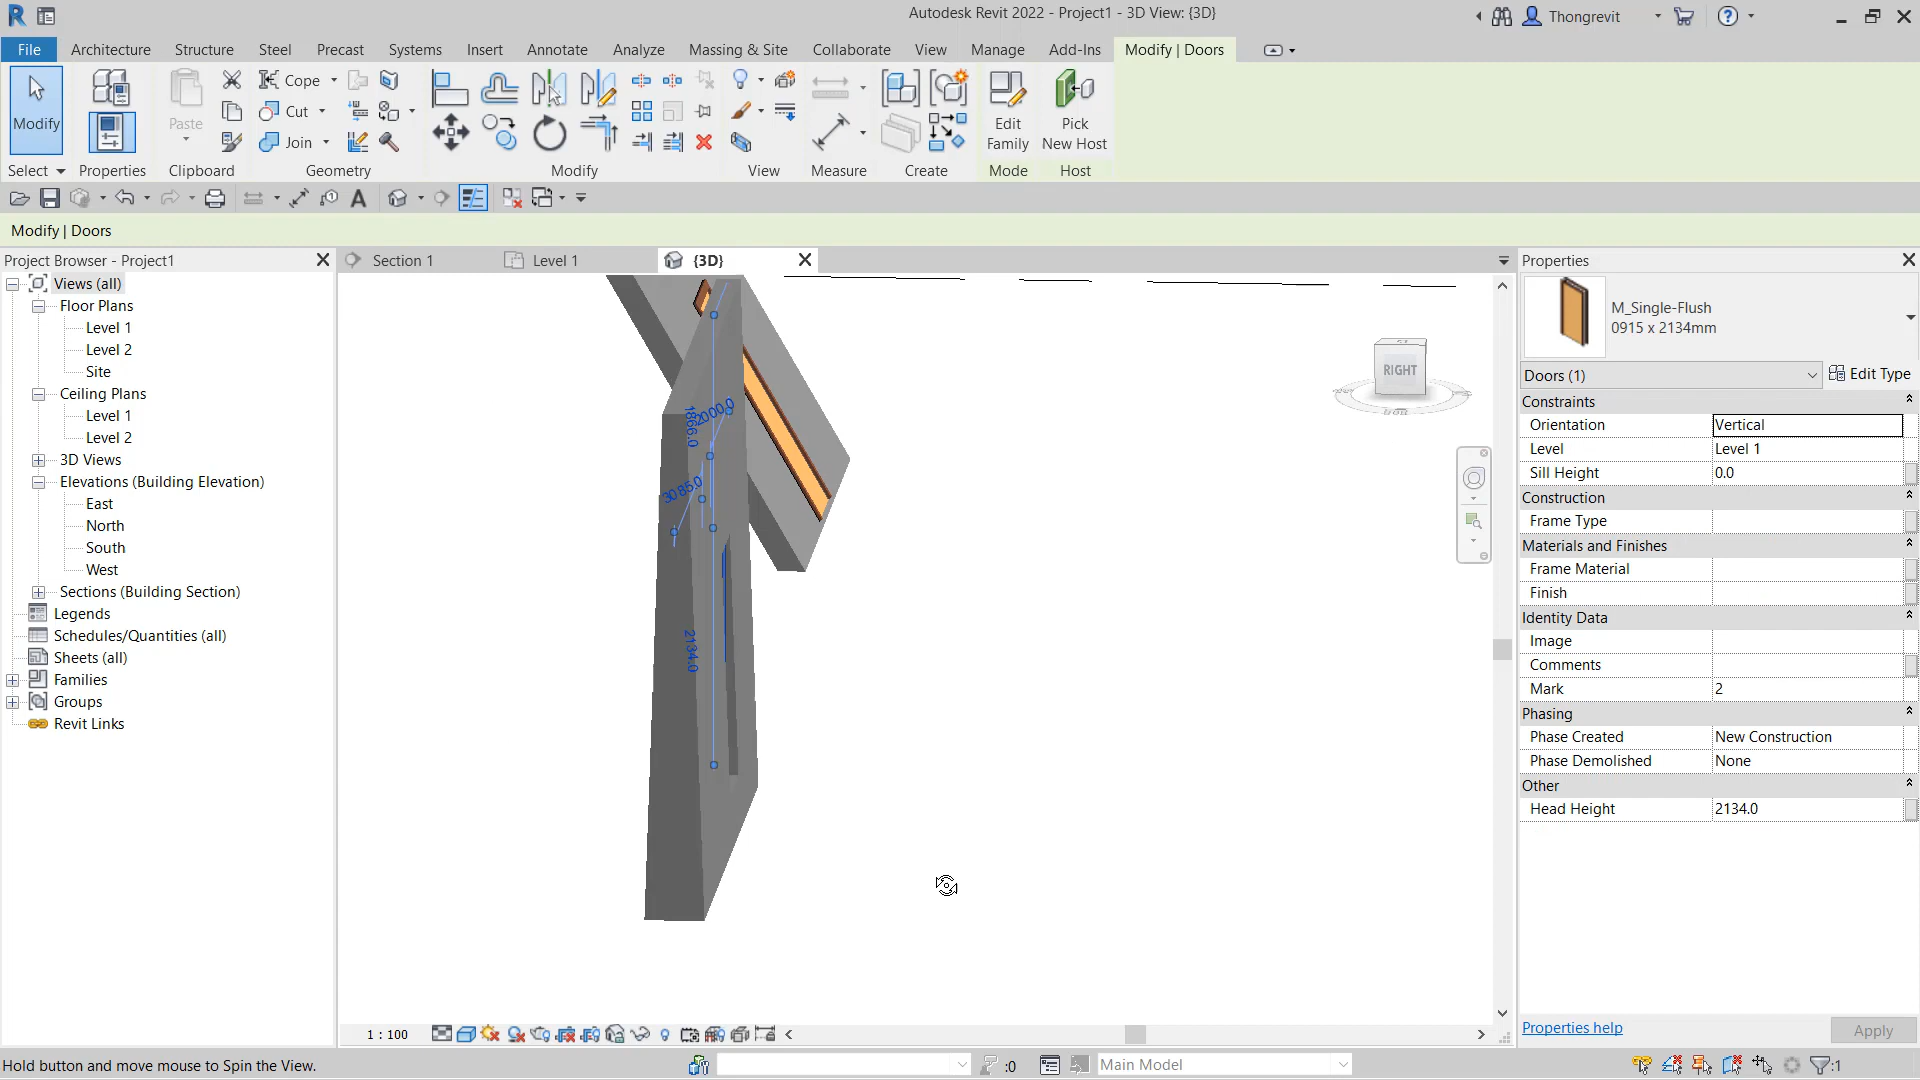 Autodesk Revit 2022 - Project1 - 3D View: {3D}
Thongrevit
File Architecture Structure Steel Precast Systems Insert Annotate Analyze Massing & Site Collaborate View Manage Add-Ins Modify | Doors
Modify
Paste
Cope
Cut
Join
Edit Family
Pick New Host
Select Properties Clipboard Geometry Modify View Measure Create Mode Host
Modify | Doors
Project Browser - Project1
Section 1
Level 1
{3D}
Properties
Views (all)
Floor Plans
Level 1
Level 2
Site
Ceiling Plans
Level 1
Level 2
3D Views
Elevations (Building Elevation)
East
North
South
West
Sections (Building Section)
Legends
Schedules/Quantities (all)
Sheets (all)
Families
Groups
Revit Links
1866.0
2000.0
3085.0
2134.0
RIGHT
M_Single-Flush
0915 x 2134mm
Doors (1)
Edit Type
Constraints
Orientation Vertical
Level Level 1
Sill Height 0.0
Construction
Frame Type
Materials and Finishes
Frame Material
Finish
Identity Data
Image
Comments
Mark 2
Phasing
Phase Created New Construction
Phase Demolished None
Other
Head Height 2134.0
Properties help
Apply
1 : 100
Hold button and move mouse to Spin the View.
:0
Main Model
:1